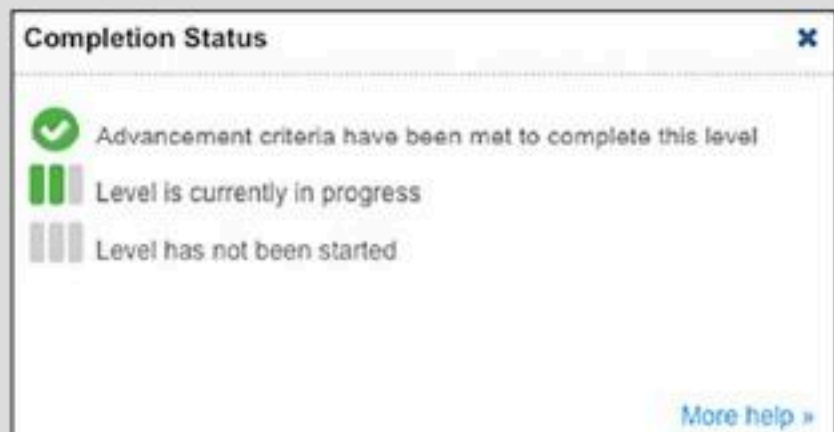 Completion Status
Advancement criteria have been met to complete this level
Level is currently in progress
Level has not been started
More help »